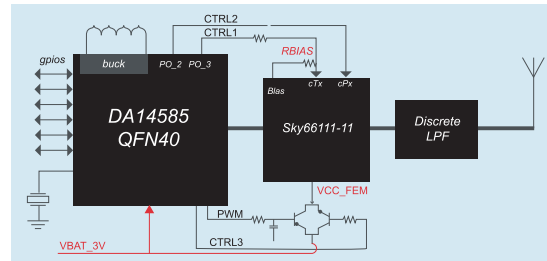 CTRL2
CTRL1
RBIAS
gpios
buck
PO_2
PO_3
Bias
cTx
cPx
DA14585
QFN40
Sky66111-11
Discrete
LPF
VCC_FEM
PWM
VBAT_3V
CTRL3